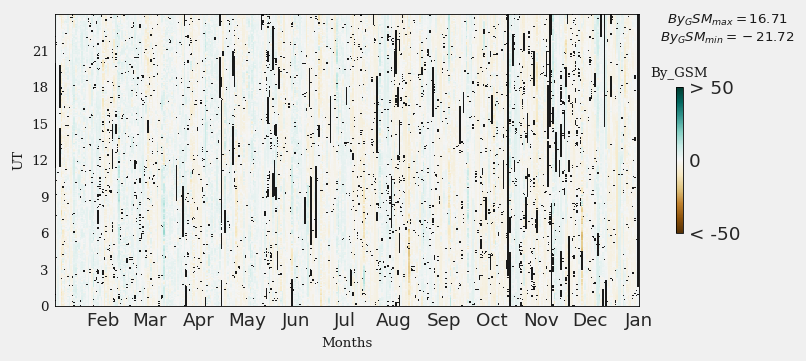 By_GSM_max = 16.71
By_GSM_min = −21.72
By_GSM
> 50
0
< -50
21
18
15
12
9
6
3
0
UT
Feb Mar Apr May Jun Jul Aug Sep Oct Nov Dec Jan
Months